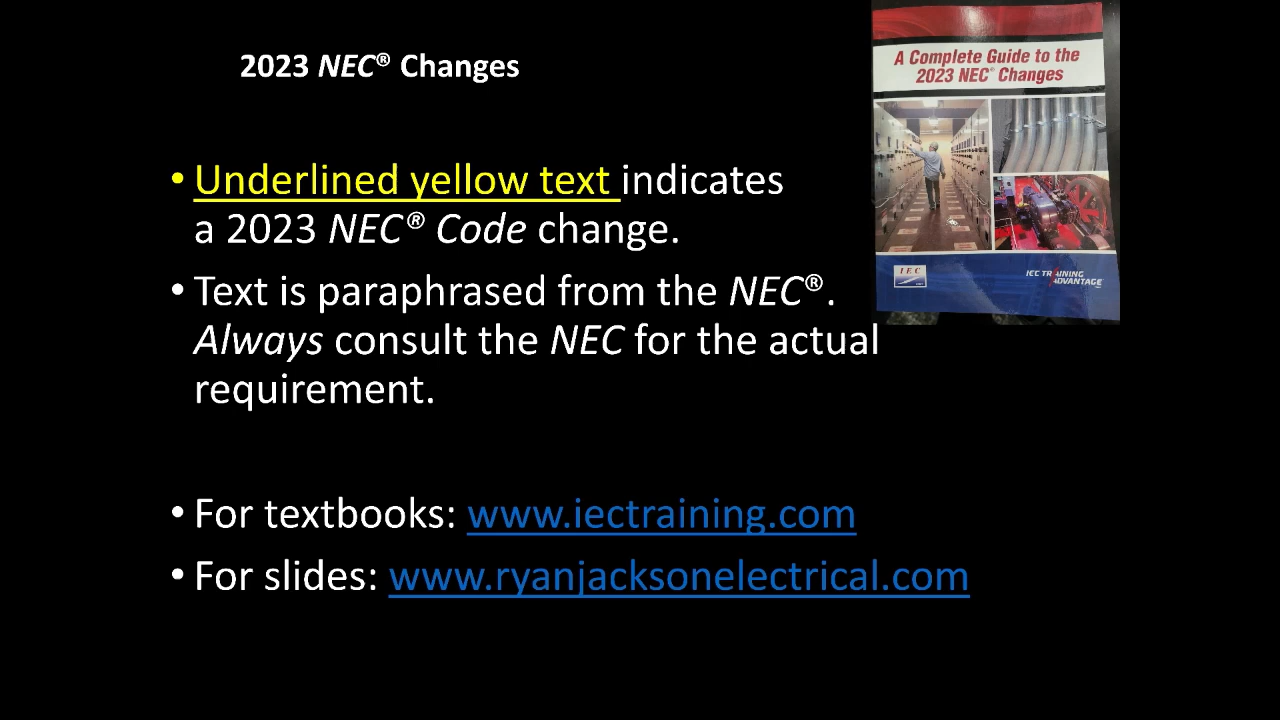 2023 NEC® Changes
A Complete Guide to the
2023 NEC® Changes
• Underlined yellow text indicates
a 2023 NEC® Code change.
• Text is paraphrased from the NEC®.
Always consult the NEC for the actual
requirement.
IEC
IEC TRAINING
ADVANTAGE
• For textbooks: www.iectraining.com
• For slides: www.ryanjacksonelectrical.com